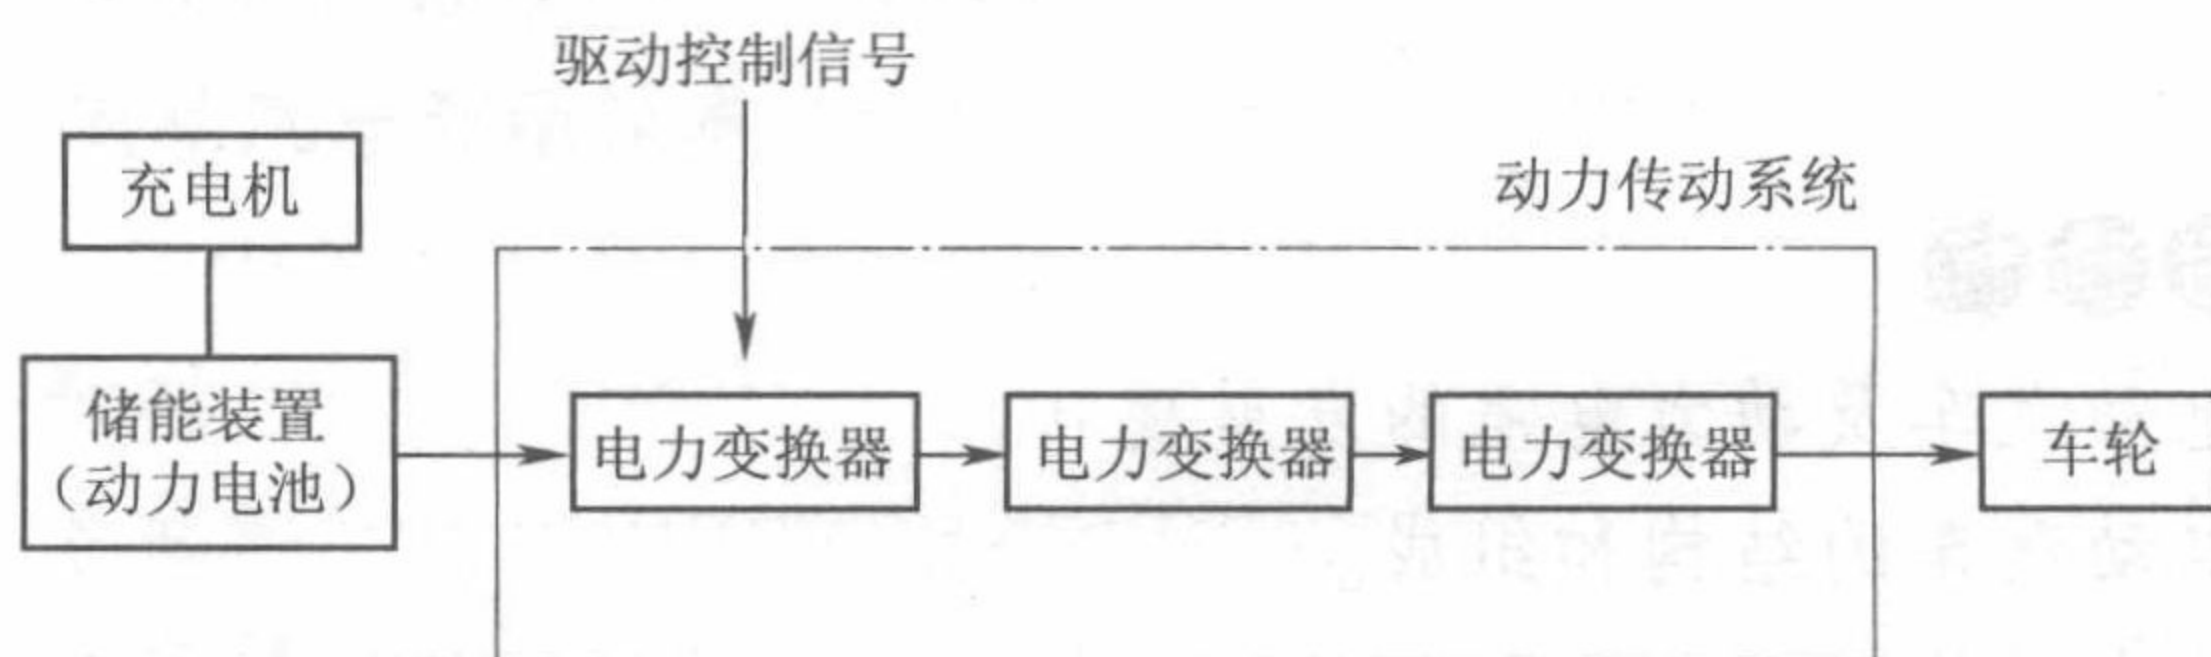 驱动控制信号
充电机
动力传动系统
储能装置
（动力电池）
电力变换器
电力变换器
电力变换器
车轮